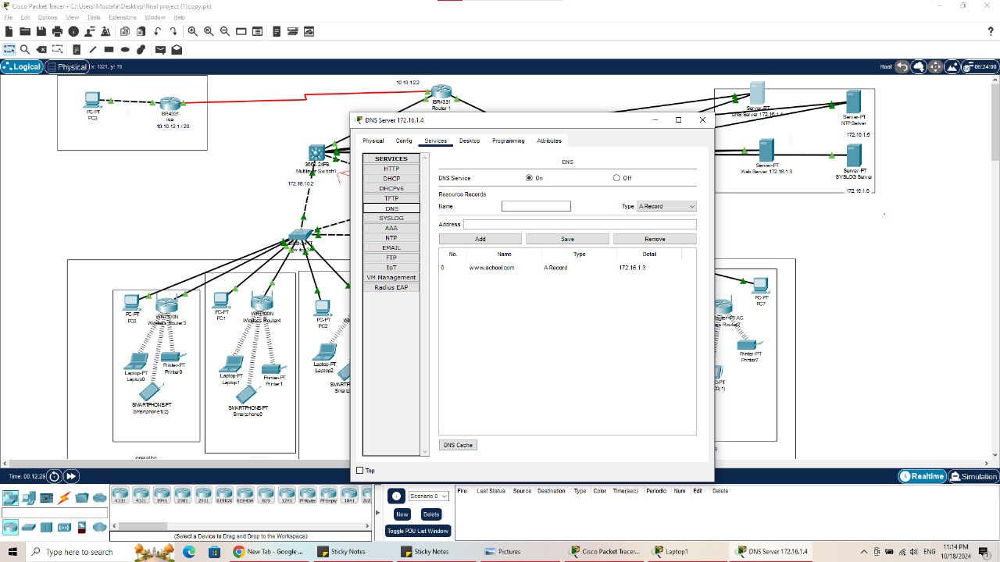 Cisco Packet Tracer - C:\Users\Mostafa\Desktop\final project (1)copy.pkt
File Edit Options View Tools Extensions Window Help
Logical Physical x: 1321, y: 78 Root 06:24:00
10.10.12.2
ISR4331
Router 1
PC-PT
PC3
ISR4331
10.10.12.1 / 28
Server-PT
DNS Server 172.16.1.4
Server-PT
NTP Server
172.16.1.5
Server-PT
Web Server 172.16.1.3
Server-PT
SYSLOG Server
172.16.1.6
Multilayer Switch1
172.16.10.2
DNS Server 172.16.1.4
Physical Config Services Desktop Programming Attributes
SERVICES
HTTP
DHCP
DHCPv6
TFTP
DNS
SYSLOG
AAA
NTP
EMAIL
FTP
IoT
VM Management
Radius EAP
DNS
DNS Service On Off
Resource Records
Name Type A Record
Address
Add Save Remove
No. Name Type Detail
0 www.school.com A Record 172.16.1.3
DNS Cache
Top
PC-PT
PC0
Wireless Router3
PC-PT
PC1
Wireless Router4
PC-PT
PC2
PC-PT
PC7
Laptop-PT
Laptop0
Printer-PT
Printer0
SMARTPHONE-PT
Smartphone1(2)
Laptop-PT
Laptop1
Printer-PT
Printer1
SMARTPHONE-PT
Smartphone0
Laptop-PT
Laptop2
Printer-PT
Printer7
Time: 00:12:29 Realtime Simulation
4331 4321 1941 2901 2911 819IOX 819HGW 829 1240 PT-Router PT-Empty 1841
(Select a Device to Drag and Drop to the Workspace)
Scenario 0
New Delete
Toggle PDU List Window
Fire Last Status Source Destination Type Color Time(sec) Periodic Num Edit Delete
Type here to search
New Tab - Google ...
Sticky Notes
Sticky Notes
Pictures
Cisco Packet Tracer...
Laptop1
DNS Server 172.16.1.4
ENG
11:14 PM
10/18/2024